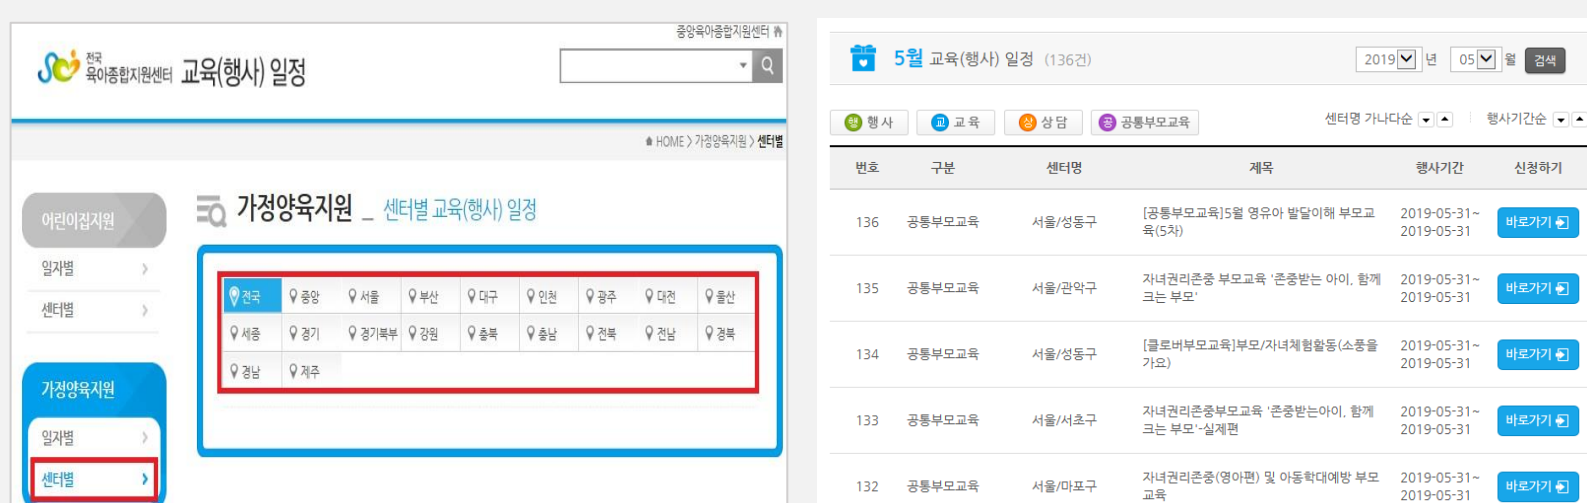 중앙육아종합지원센터
전국
육아종합지원센터 교육(행사) 일정
HOME > 가정양육지원 > 센터별
어린이집지원
일자별
센터별
가정양육지원
일자별
센터별
가정양육지원 _ 센터별 교육(행사) 일정
전국 중앙 서울 부산 대구 인천 광주 대전 울산
세종 경기 경기북부 강원 충북 충남 전북 전남 경북
경남 제주
5월 교육(행사) 일정 (136건)
2019 년 05 월 검색
행 행사 교 교육 상 상담 공 공통부모교육
센터명 가나다순 행사기간순
번호 구분 센터명 제목 행사기간 신청하기
136 공통부모교육 서울/성동구 [공통부모교육]5월 영유아 발달이해 부모교 2019-05-31~ 바로가기
육(5차) 2019-05-31
135 공통부모교육 서울/관악구 자녀권리존중 부모교육 '존중받는 아이, 함께 2019-05-31~ 바로가기
크는 부모' 2019-05-31
134 공통부모교육 서울/성동구 [클로버부모교육]부모/자녀체험활동(소풍을 2019-05-31~ 바로가기
가요) 2019-05-31
133 공통부모교육 서울/서초구 자녀권리존중부모교육 '존중받는아이, 함께 2019-05-31~ 바로가기
크는 부모'-실제편 2019-05-31
132 공통부모교육 서울/마포구 자녀권리존중(영아편) 및 아동학대예방 부모 2019-05-31~ 바로가기
교육 2019-05-31